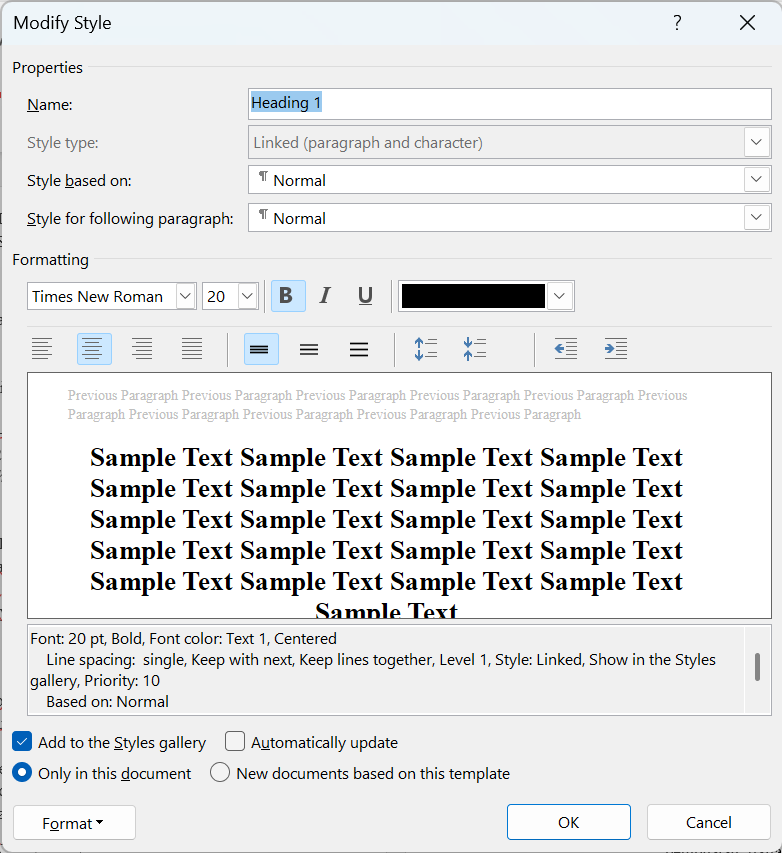 Modify Style
?
Properties
Name:
Heading 1
Style type:
Linked (paragraph and character)
Style based on:
¶ Normal
Style for following paragraph:
¶ Normal
Formatting
Times New Roman
20
B I U
Previous Paragraph Previous Paragraph Previous Paragraph Previous Paragraph Previous Paragraph Previous
Paragraph Previous Paragraph Previous Paragraph Previous Paragraph Previous Paragraph
Sample Text Sample Text Sample Text Sample Text
Sample Text Sample Text Sample Text Sample Text
Sample Text Sample Text Sample Text Sample Text
Sample Text Sample Text Sample Text Sample Text
Sample Text Sample Text Sample Text Sample Text
Sample Text
Font: 20 pt, Bold, Font color: Text 1, Centered
Line spacing:  single, Keep with next, Keep lines together, Level 1, Style: Linked, Show in the Styles
gallery, Priority: 10
Based on: Normal
Add to the Styles gallery
Automatically update
Only in this document
New documents based on this template
Format
OK
Cancel